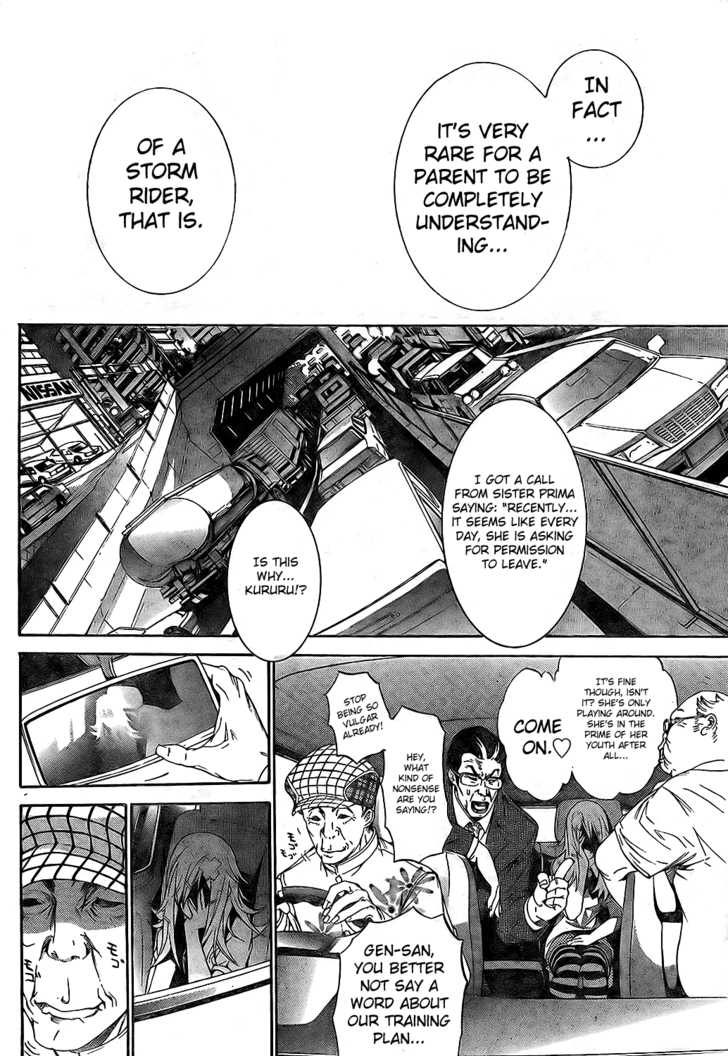 IN
FACT
...
IT'S VERY
RARE FOR A
PARENT TO BE
COMPLETELY
UNDERSTAND-
ING...
OF A
STORM
RIDER,
THAT IS.
NISSAN
I GOT A CALL
FROM SISTER PRIMA
SAYING: "RECENTLY...
IT SEEMS LIKE EVERY
DAY, SHE IS ASKING
FOR PERMISSION
TO LEAVE."
IS THIS
WHY...
KURURU!?
IT'S FINE
THOUGH, ISN'T
IT? SHE'S ONLY
PLAYING AROUND.
SHE'S IN THE
PRIME OF HER
YOUTH AFTER
ALL...
COME
ON.♡
STOP
BEING SO
VULGAR
ALREADY!
HEY,
WHAT
KIND OF
NONSENSE
ARE YOU
SAYING!?
GEN-SAN,
YOU BETTER
NOT SAY
A WORD ABOUT
OUR TRAINING
PLAN...